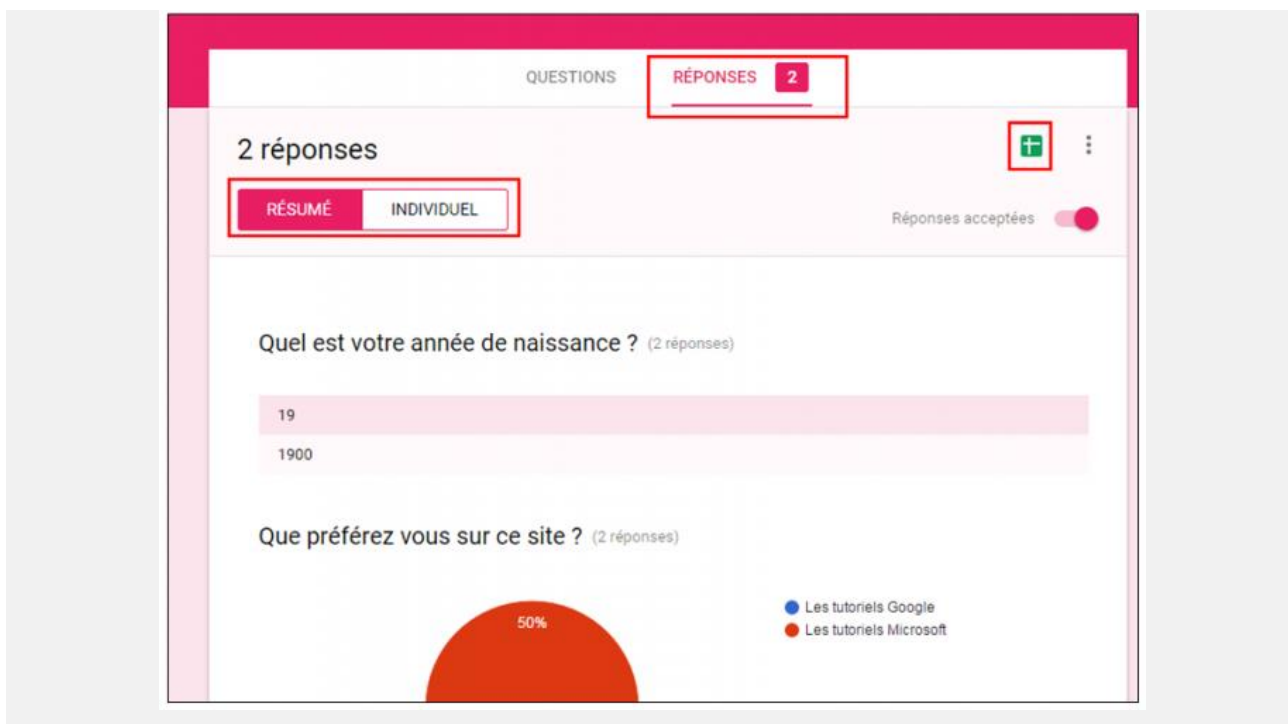 QUESTIONS RÉPONSES 2
2 réponses
RÉSUMÉ INDIVIDUEL
Réponses acceptées
Quel est votre année de naissance ? (2 réponses)
19
1900
Que préférez vous sur ce site ? (2 réponses)
50%
Les tutoriels Google
Les tutoriels Microsoft